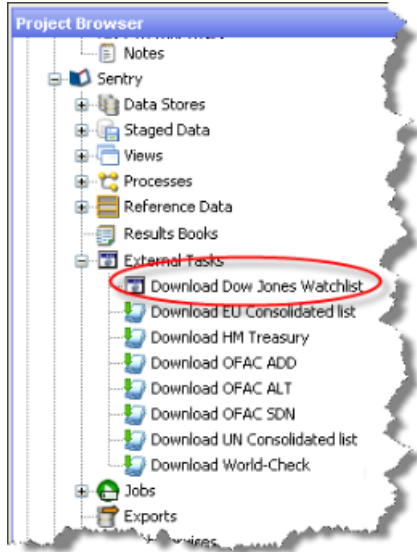 Project Browser
Notes
Sentry
Data Stores
Staged Data
Views
Processes
Reference Data
Results Books
External Tasks
Download Dow Jones Watchlist
Download EU Consolidated list
Download HM Treasury
Download OFAC ADD
Download OFAC ALT
Download OFAC SDN
Download UN Consolidated list
Download World-Check
Jobs
Exports